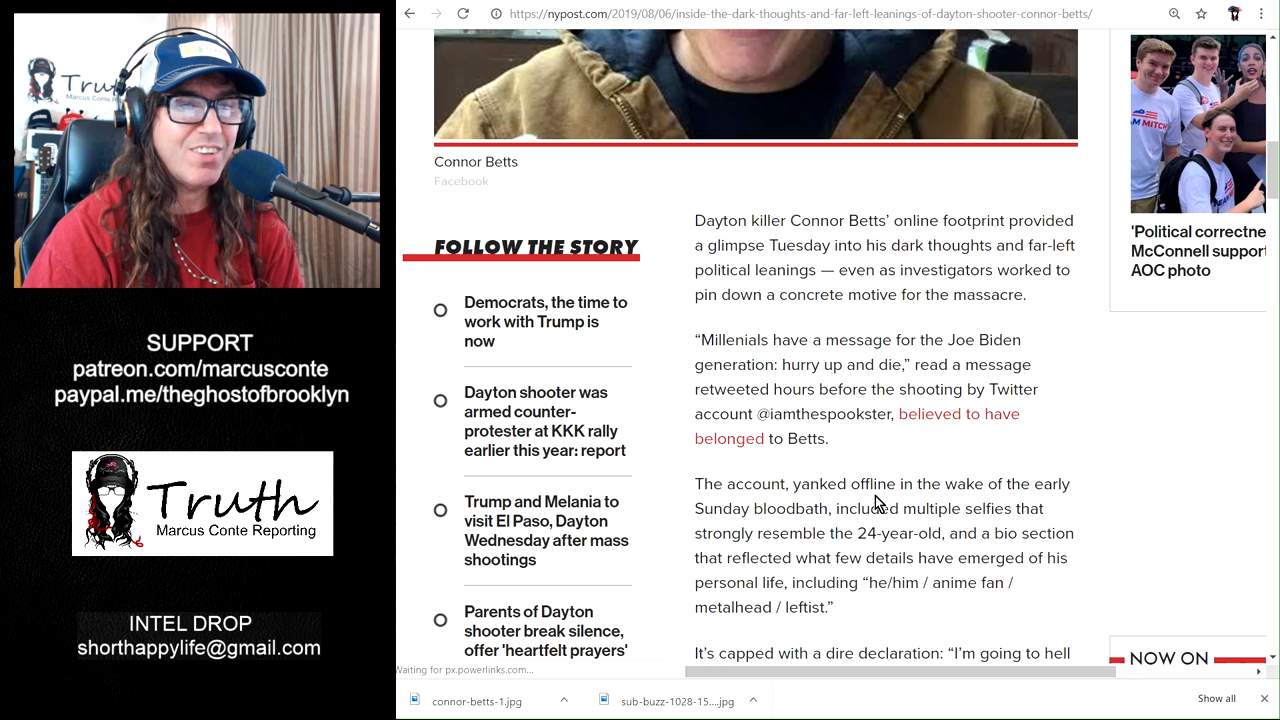 https://nypost.com/2019/08/06/inside-the-dark-thoughts-and-far-left-leanings-of-dayton-shooter-connor-betts/
Truth
Marcus Conte Reporting
SUPPORT
patreon.com/marcusconte
paypal.me/theghostofbrooklyn
Truth
Marcus Conte Reporting
INTEL DROP
shorthappylife@gmail.com
Connor Betts
Facebook
FOLLOW THE STORY
Democrats, the time to
work with Trump is
now
Dayton shooter was
armed counter-
protester at KKK rally
earlier this year: report
Trump and Melania to
visit El Paso, Dayton
Wednesday after mass
shootings
Parents of Dayton
shooter break silence,
offer 'heartfelt prayers'
Dayton killer Connor Betts’ online footprint provided
a glimpse Tuesday into his dark thoughts and far-left
political leanings — even as investigators worked to
pin down a concrete motive for the massacre.
“Millenials have a message for the Joe Biden
generation: hurry up and die,” read a message
retweeted hours before the shooting by Twitter
account @iamthespookster, believed to have
belonged to Betts.
The account, yanked offline in the wake of the early
Sunday bloodbath, included multiple selfies that
strongly resemble the 24-year-old, and a bio section
that reflected what few details have emerged of his
personal life, including “he/him / anime fan /
metalhead / leftist.”
It’s capped with a dire declaration: “I’m going to hell
AM MITCH
'Political correctne
McConnell support
AOC photo
NOW ON
Waiting for px.powerlinks.com...
connor-betts-1.jpg
sub-buzz-1028-15....jpg
Show all